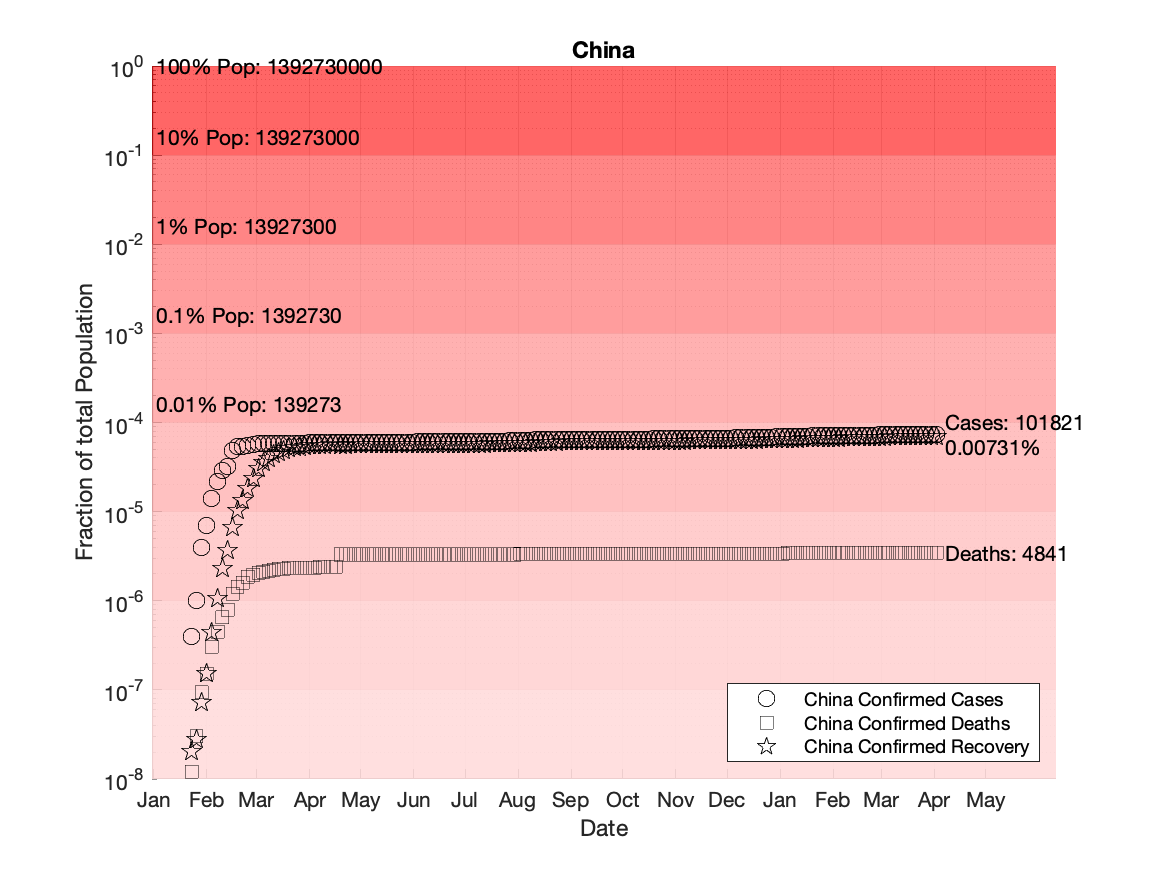 China
10^0
100% Pop: 1392730000
10% Pop: 139273000
10^-1
1% Pop: 13927300
10^-2
0.1% Pop: 1392730
10^-3
0.01% Pop: 139273
10^-4
Cases: 101821
0.00731%
10^-5
Deaths: 4841
10^-6
10^-7
10^-8
Fraction of total Population
China Confirmed Cases
China Confirmed Deaths
China Confirmed Recovery
Jan Feb Mar Apr May Jun Jul Aug Sep Oct Nov Dec Jan Feb Mar Apr May
Date